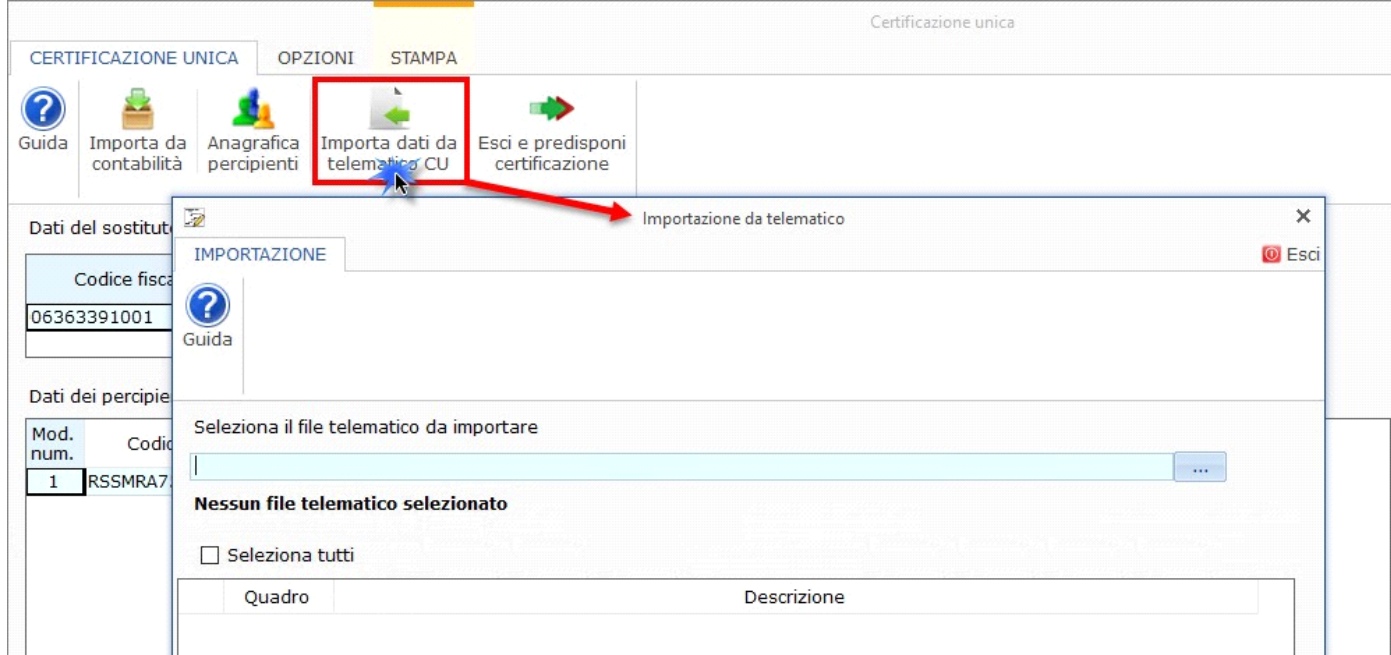 Certificazione unica
CERTIFICAZIONE UNICA OPZIONI STAMPA
Guida
Importa da
contabilità
Anagrafica
percipienti
Importa dati da
telematico CU
Esci e predisponi
certificazione
Importazione da telematico
Dati del sostitut
IMPORTAZIONE Esci
Codice fisca
06363391001
Guida
Dati dei percipie
Seleziona il file telematico da importare
Mod.
num.
Codic
...
1 RSSMRA7
Nessun file telematico selezionato
Seleziona tutti
Quadro Descrizione